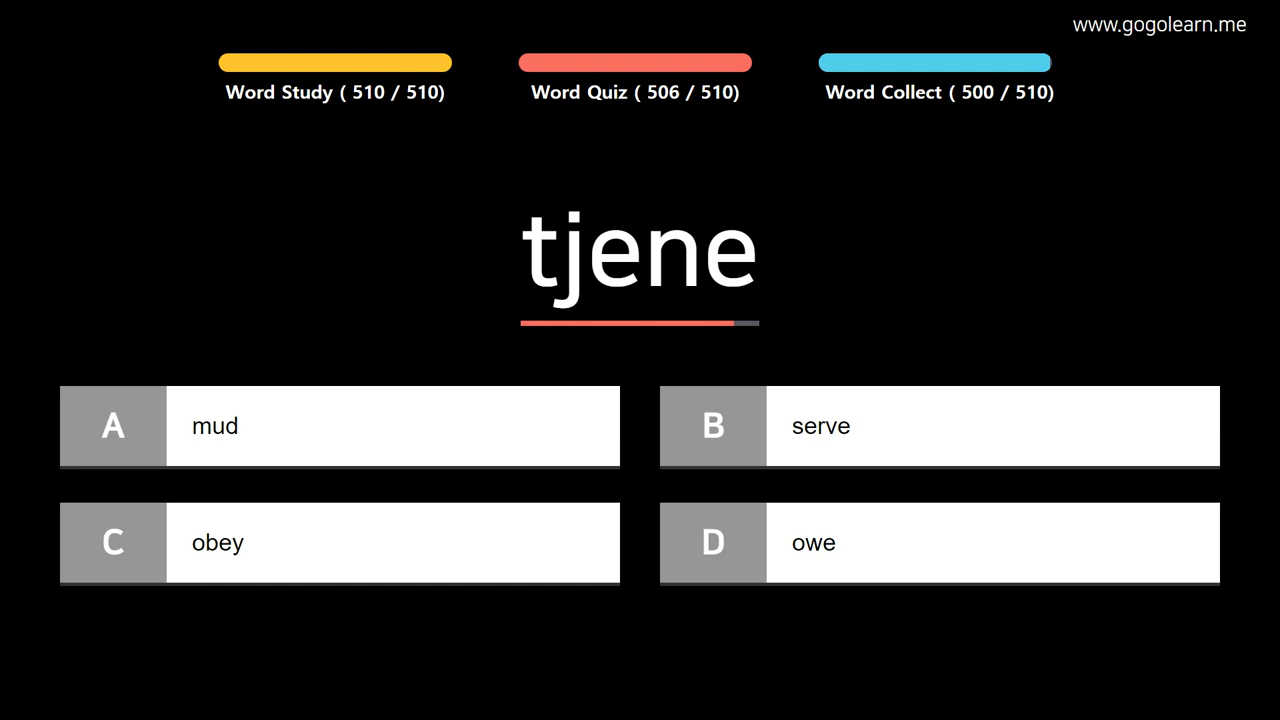 www.gogolearn.me
Word Study ( 510 / 510)
Word Quiz ( 506 / 510)
Word Collect ( 500 / 510)
tjene
A mud
B serve
C obey
D owe